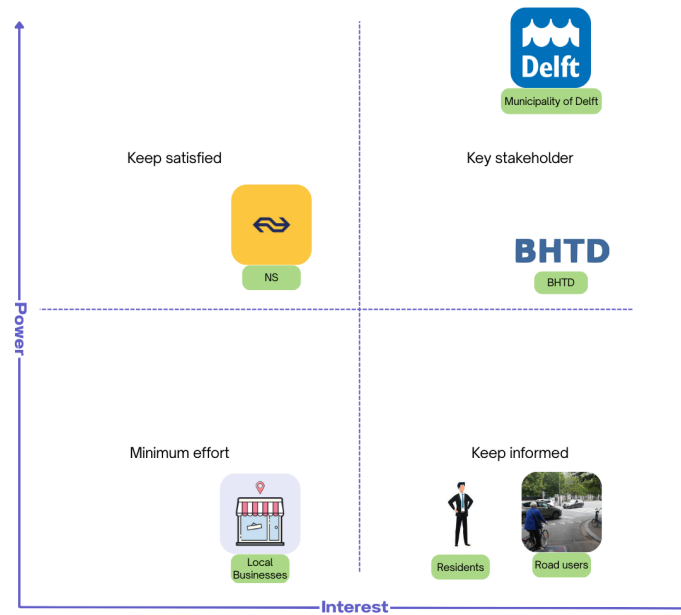 Delft
Municipality of Delft
Keep satisfied
Key stakeholder
NS
BHTD
BHTD
Power
Minimum effort
Keep informed
Local
Businesses
Residents
Road users
Interest